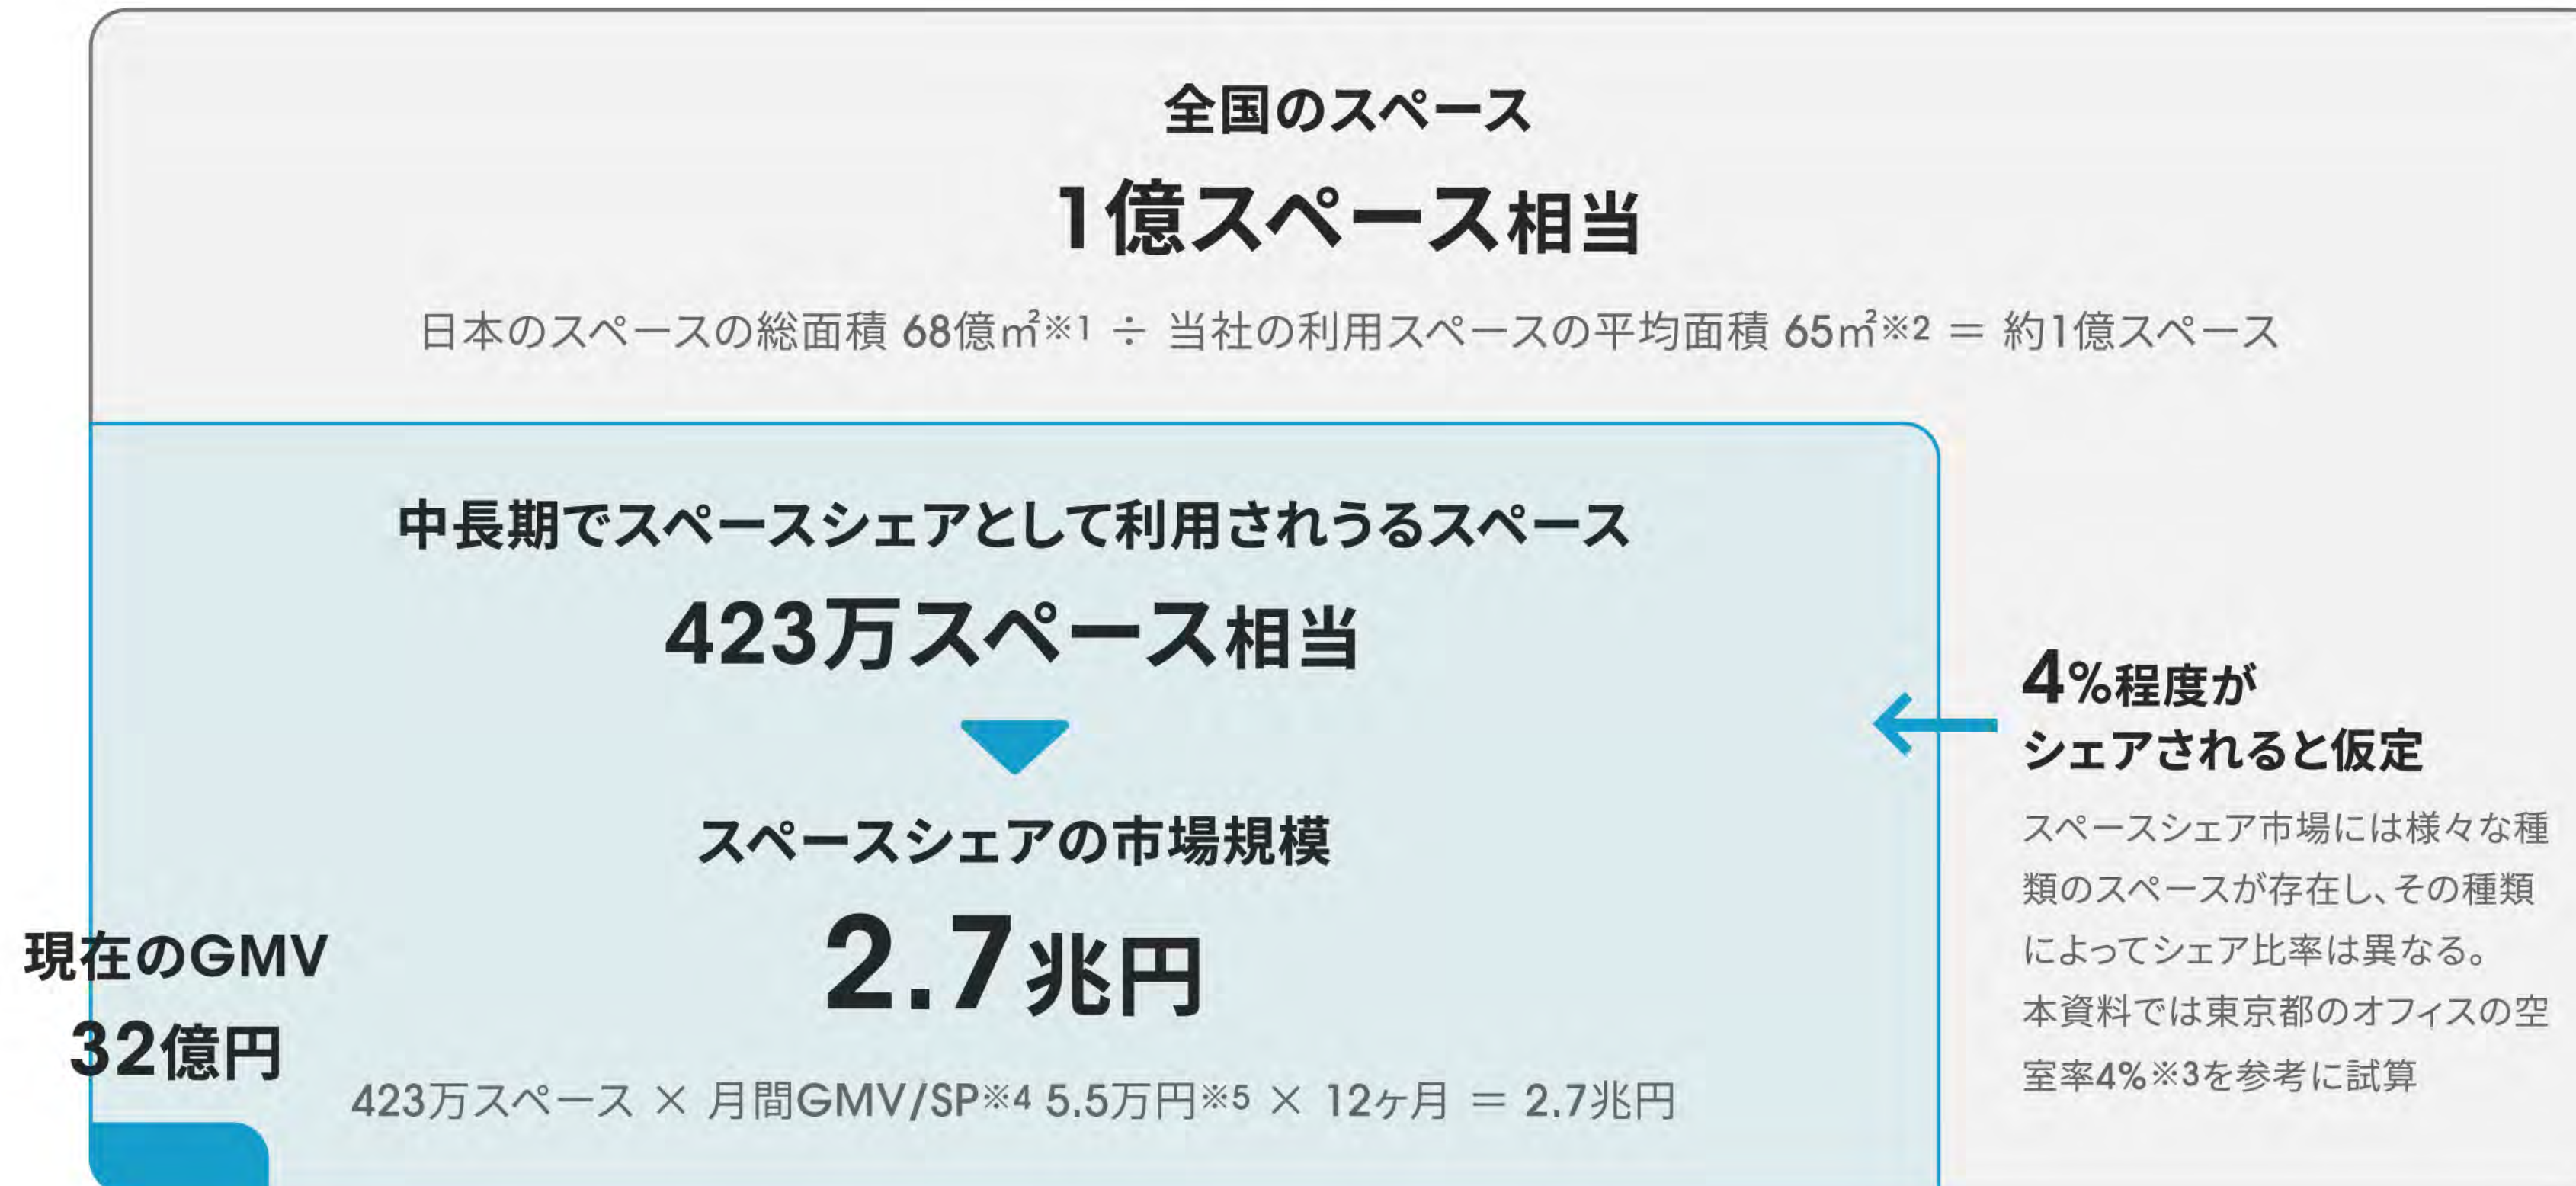 全国のスペース
1億スペース相当
日本のスペースの総面積 68億㎡※1 ÷ 当社の利用スペースの平均面積 65㎡※2 = 約1億スペース
中長期でスペースシェアとして利用されうるスペース
423万スペース相当
スペースシェアの市場規模
2.7兆円
423万スペース × 月間GMV/SP※4 5.5万円※5 × 12ヶ月 = 2.7兆円
現在のGMV
32億円
4%程度が
シェアされると仮定
スペースシェア市場には様々な種
類のスペースが存在し、その種類
によってシェア比率は異なる。
本資料では東京都のオフィスの空
室率4%※3を参考に試算